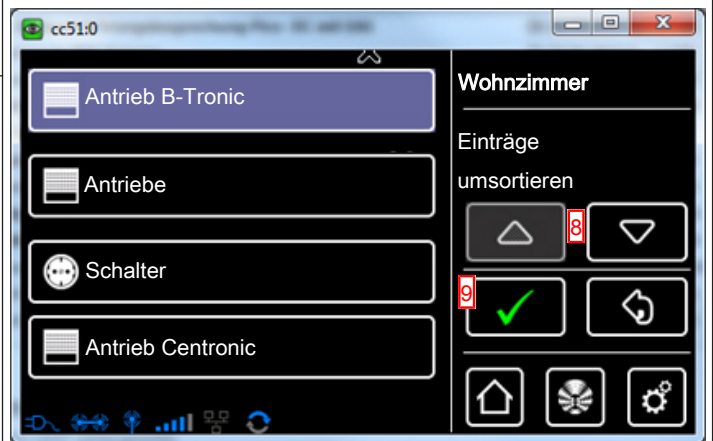 cc51:0
Antrieb B-Tronic
Antriebe
Schalter
Antrieb Centronic
Wohnzimmer
Einträge
umsortieren
8
9